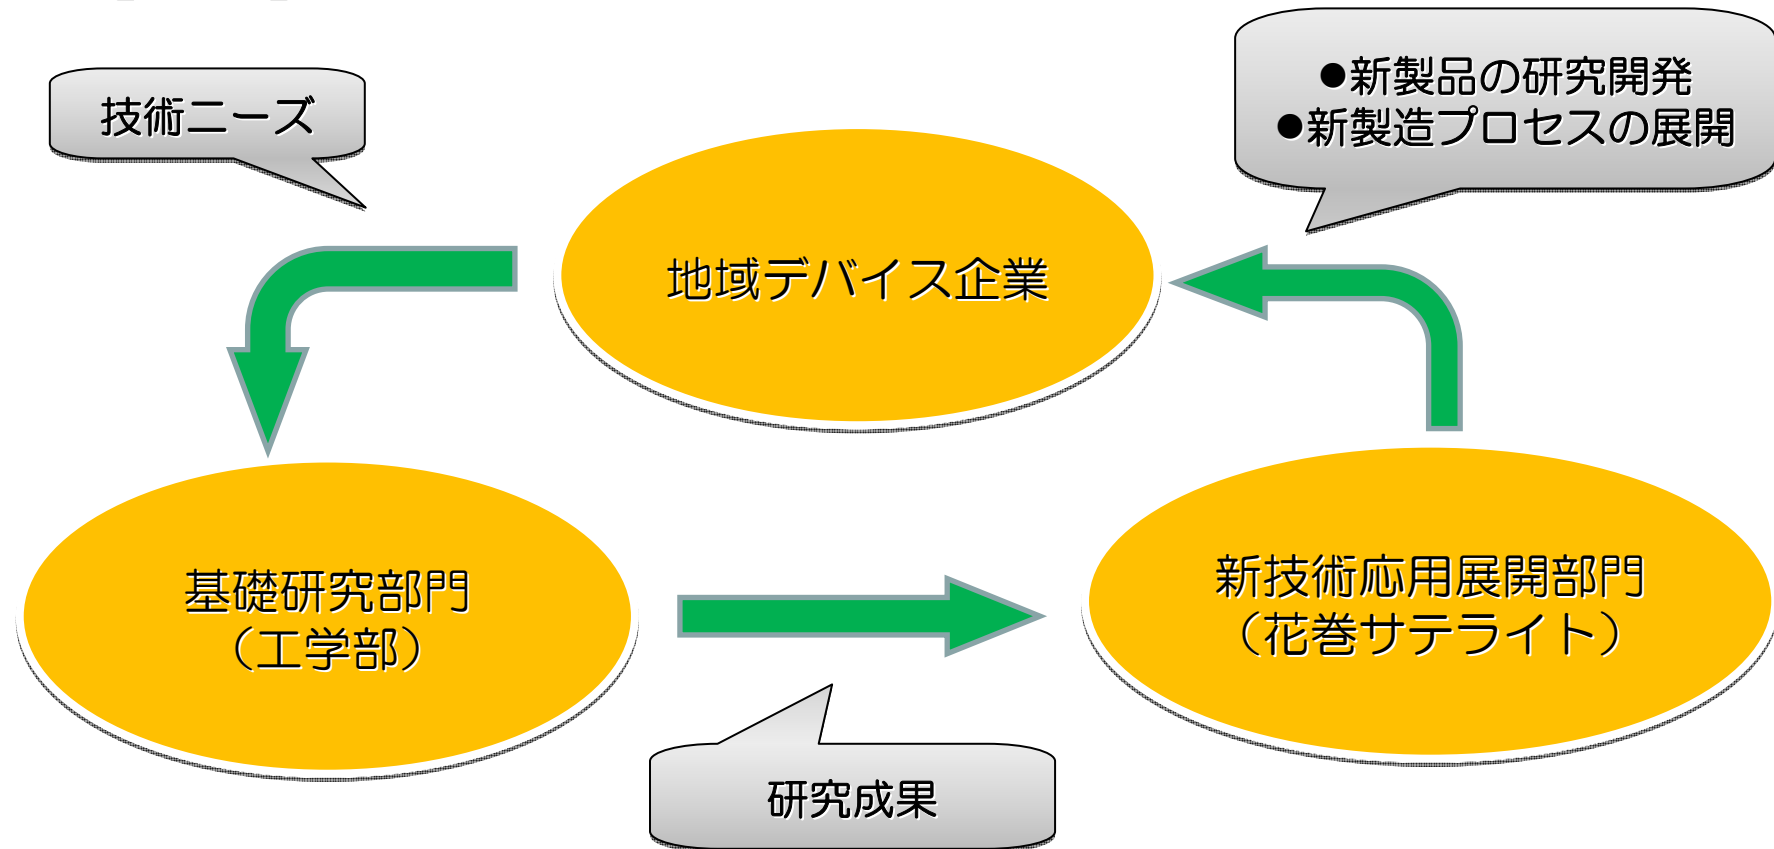 技術ニーズ
●新製品の研究開発
●新製造プロセスの展開
地域デバイス企業
基礎研究部門
（工学部）
新技術応用展開部門
（花巻サテライト）
研究成果